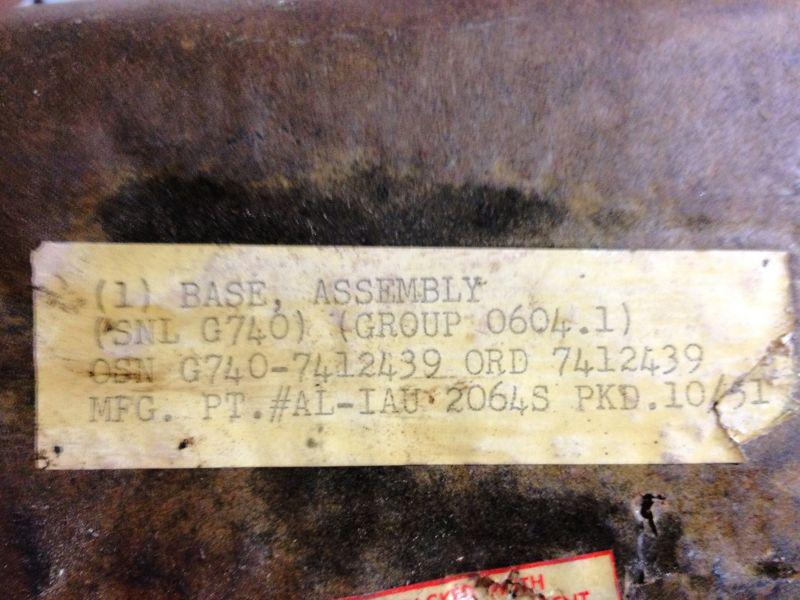 (1) BASE, ASSEMBLY
(SNL G740) (GROUP 0604.1)
OSN G740-7412439 ORD 7412439
MFG. PT.#AL-IAU 2064S PKD.10/51